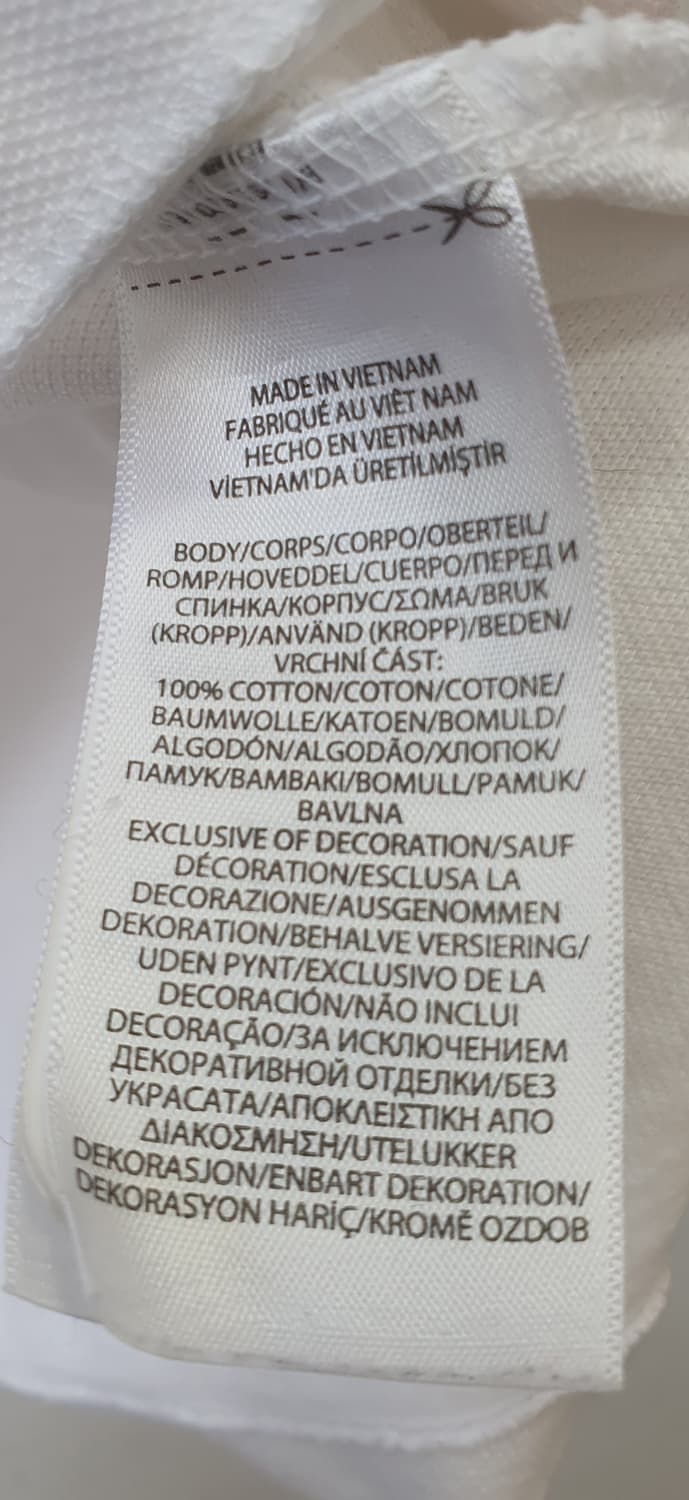 MADE IN VIETNAM
FABRIQUÉ AU VIÊT NAM
HECHO EN VIETNAM
VİETNAM'DA ÜRETİLMİŞTİR
BODY/CORPS/CORPO/OBERTEIL/
ROMP/HOVEDDEL/CUERPO/ПЕРЕД И
СПИНКА/КОРПУС/ΣΩΜΑ/BRUK
(KROPP)/ANVÄND (KROPP)/BEDEN/
VRCHNÍ ČÁST:
100% COTTON/COTON/COTONE/
BAUMWOLLE/KATOEN/BOMULD/
ALGODÓN/ALGODÃO/ХЛОПОК/
ПАМУК/ΒΑΜΒΑΚΙ/BOMULL/PAMUK/
BAVLNA
EXCLUSIVE OF DECORATION/SAUF
DÉCORATION/ESCLUSA LA
DECORAZIONE/AUSGENOMMEN
DEKORATION/BEHALVE VERSIERING/
UDEN PYNT/EXCLUSIVO DE LA
DECORACIÓN/NÃO INCLUI
DECORAÇÃO/ЗА ИСКЛЮЧЕНИЕМ
ДЕКОРАТИВНОЙ ОТДЕЛКИ/БЕЗ
УКРАСАТА/ΑΠΟΚΛΕΙΣΤΙΚΗ ΑΠΟ
ΔΙΑΚΟΣΜΗΣΗ/UTELUKKER
DEKORASJON/ENBART DEKORATION/
DEKORASYON HARİÇ/KROMĚ OZDOB